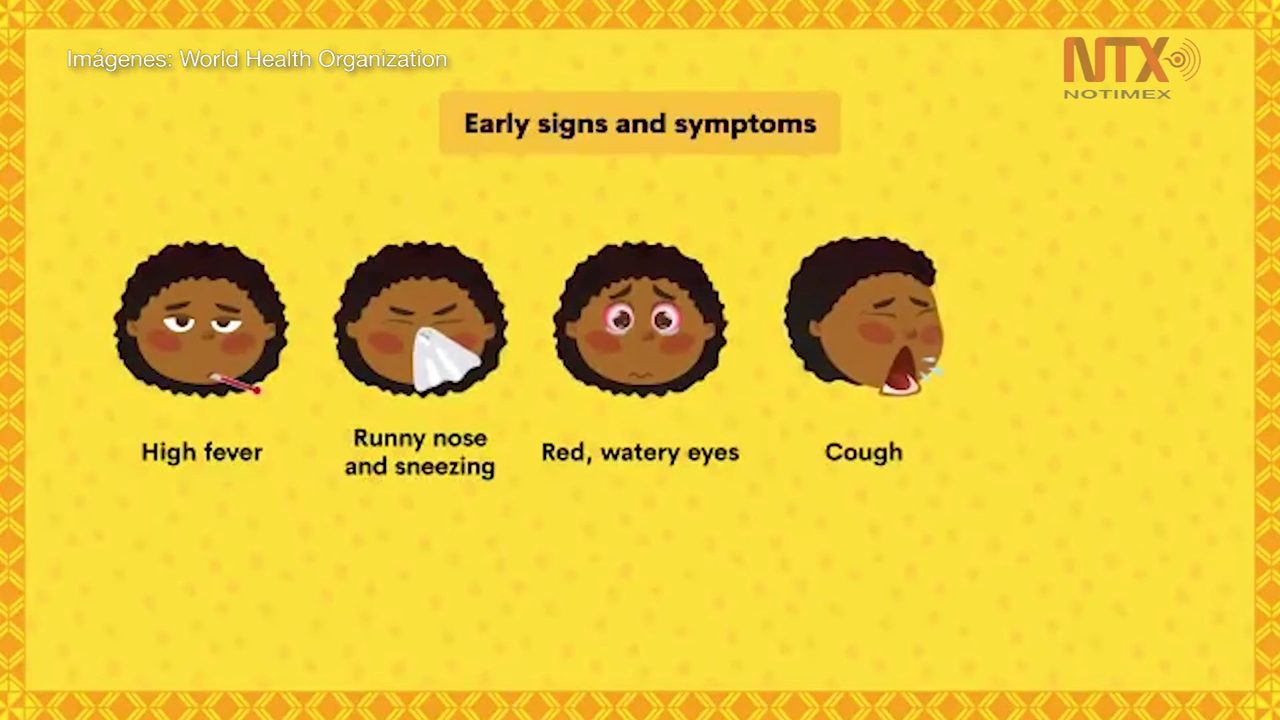 Imágenes: World Health Organization
NTX
NOTIMEX
Early signs and symptoms
High fever
Runny nose
and sneezing
Red, watery eyes
Cough